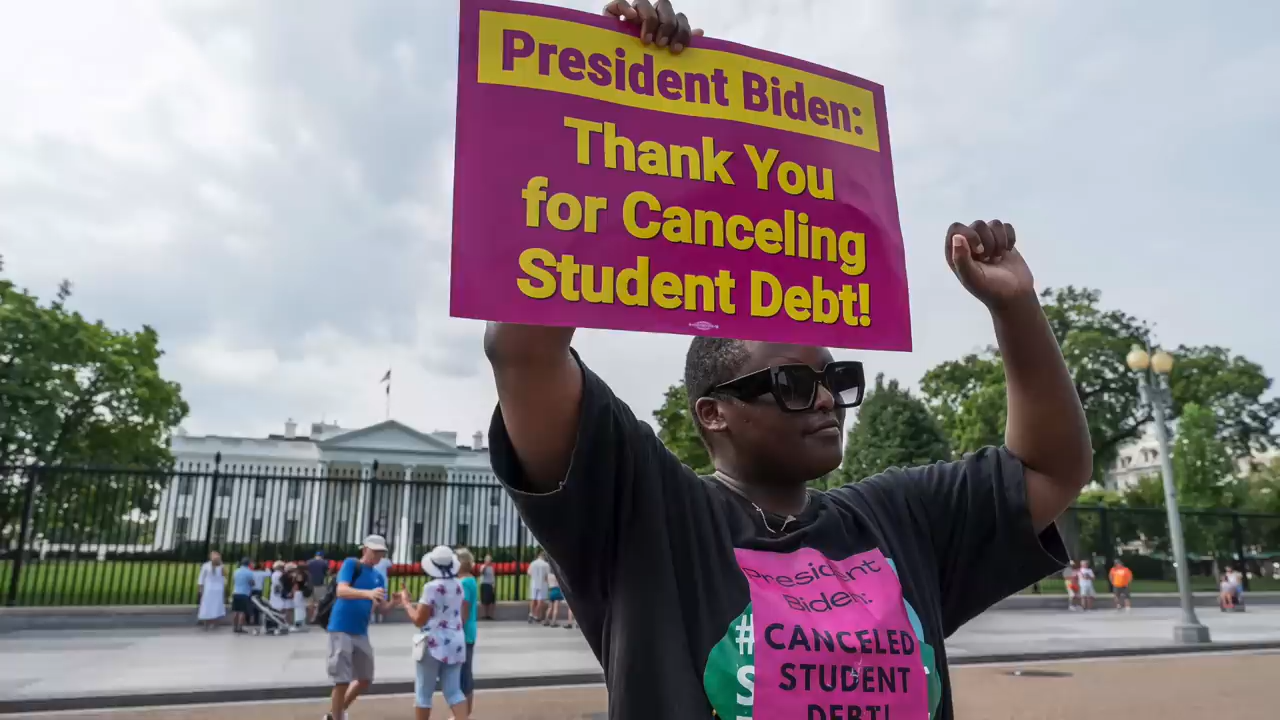 President Biden:
Thank You
for Canceling
Student Debt!
President
Biden:
CANCELED
STUDENT
DEBT!
#
S